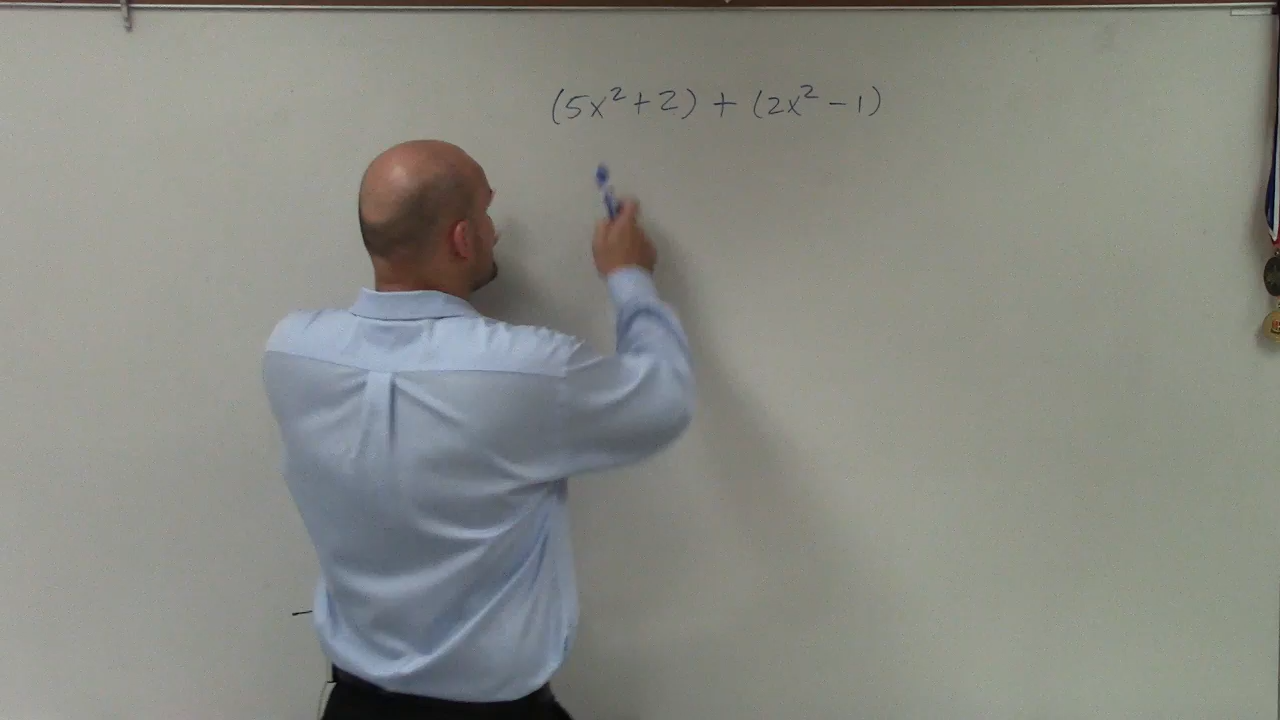 (5x² + 2) + (2x² - 1)